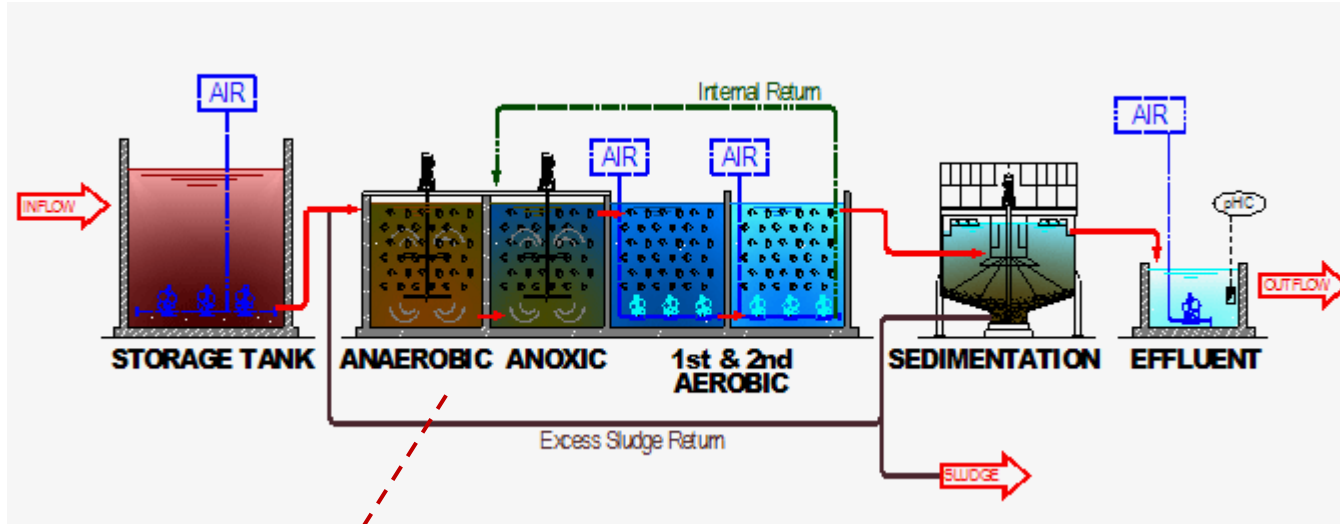 AIR
Internal Return
AIR
AIR
AIR
pHC
INFLOW
OUTFLOW
STORAGE TANK
ANAEROBIC
ANOXIC
1st & 2nd
AEROBIC
SEDIMENTATION
EFFLUENT
Excess Sludge Return
SLUDGE